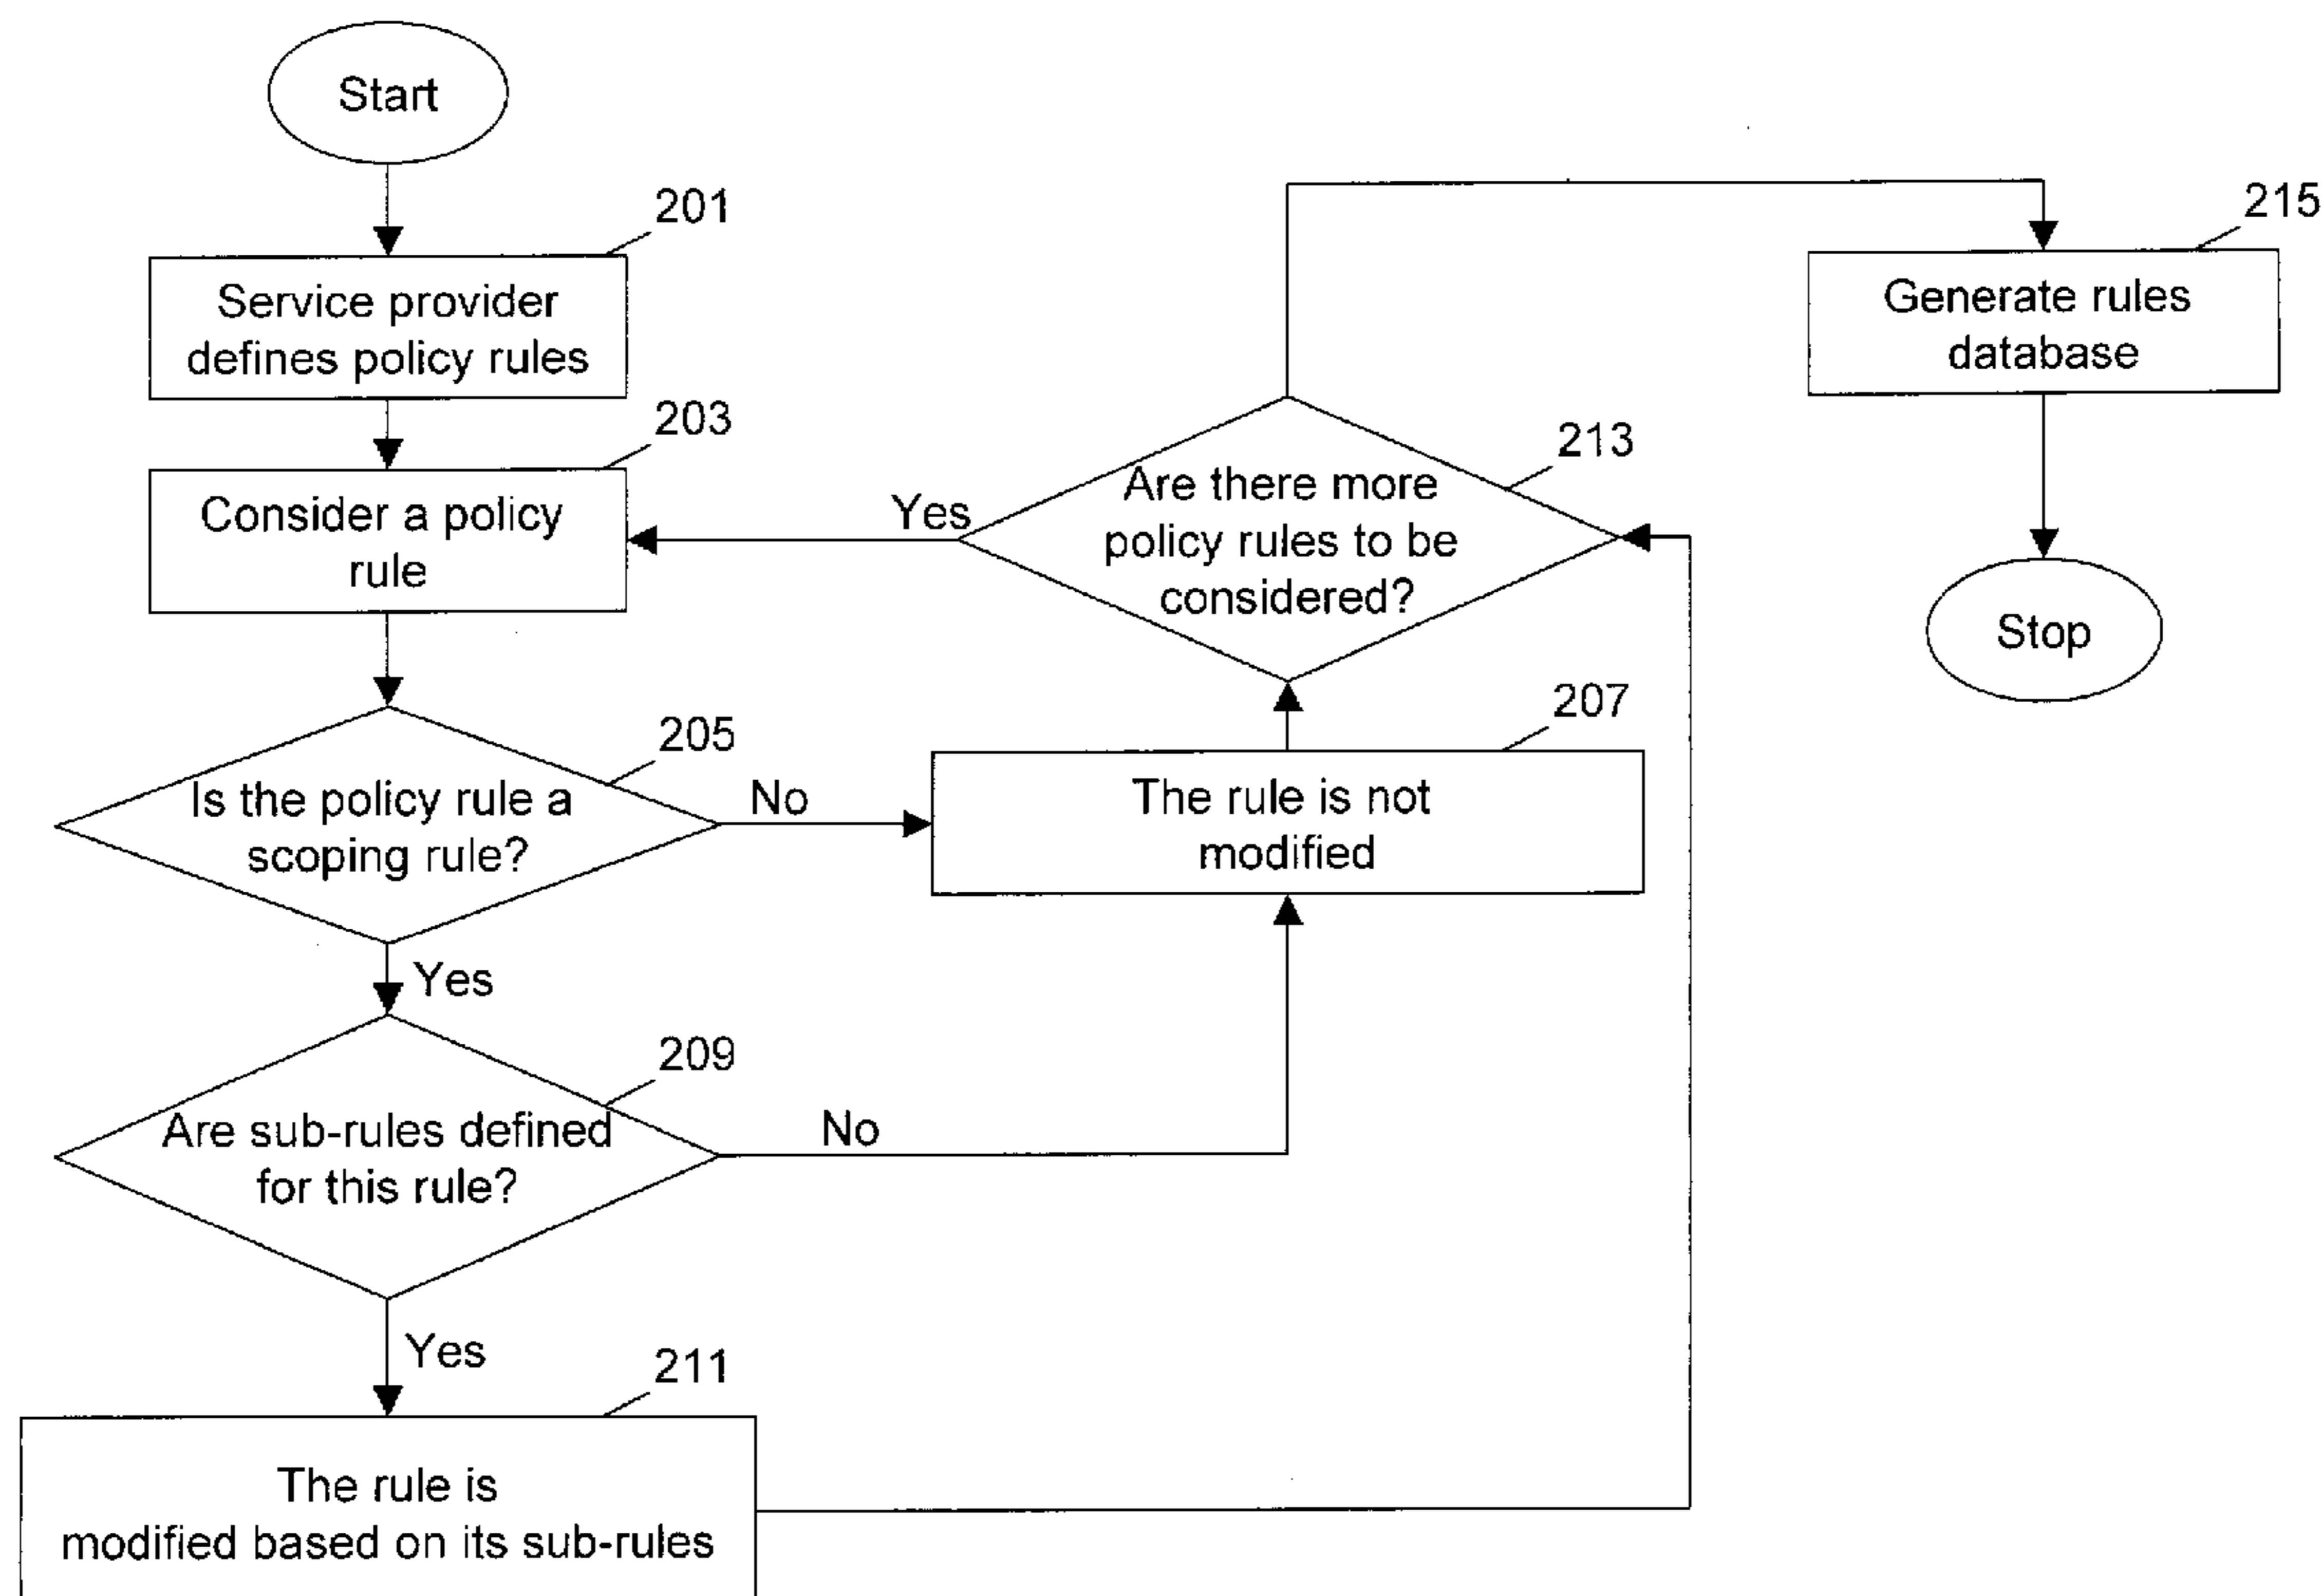 Start
201
Service provider
defines policy rules
203
Consider a policy
rule
205
Is the policy rule a
scoping rule?
No
Yes
209
Are sub-rules defined
for this rule?
No
Yes
211
The rule is
modified based on its sub-rules
207
The rule is not
modified
213
Are there more
policy rules to be
considered?
Yes
215
Generate rules
database
Stop